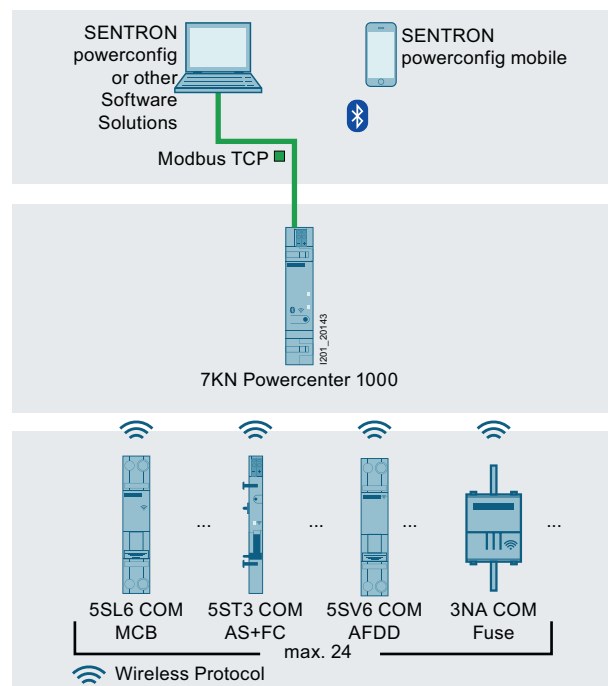 SENTRON
powerconfig
or other
Software
Solutions
SENTRON
powerconfig mobile
Modbus TCP
I201_20143
7KN Powercenter 1000
... ... ... ...
5SL6 COM
MCB
5ST3 COM
AS+FC
5SV6 COM
AFDD
3NA COM
Fuse
max. 24
Wireless Protocol